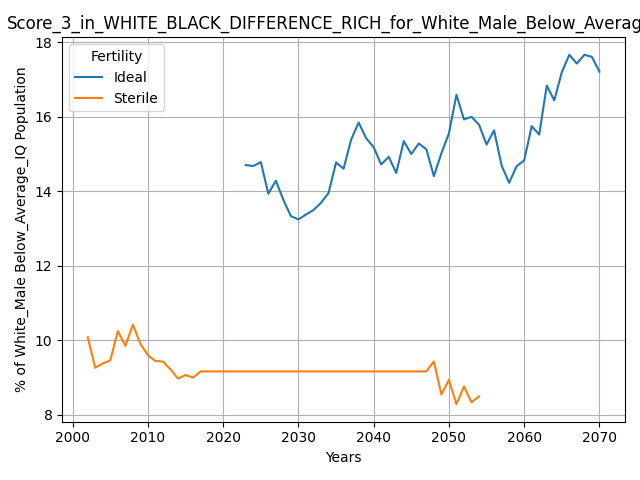 Score_3_in_WHITE_BLACK_DIFFERENCE_RICH_for_White_Male_Below_Averag
Fertility
Ideal
Sterile
% of White_Male Below_Average_IQ Population
18
16
14
12
10
8
2000 2010 2020 2030 2040 2050 2060 2070
Years